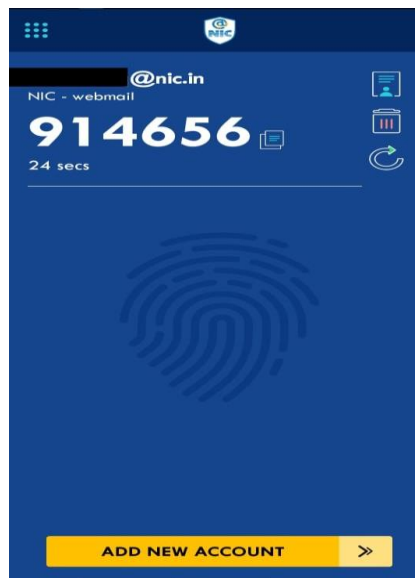 @
NIC
@nic.in
NIC - webmail
914656
24 secs
ADD NEW ACCOUNT »